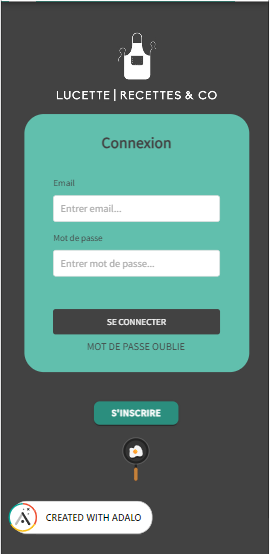 LUCETTE | RECETTES & CO
Connexion
Email
Entrer email...
Mot de passe
Entrer mot de passe...
SE CONNECTER
MOT DE PASSE OUBLIE
S'INSCRIRE
CREATED WITH ADALO